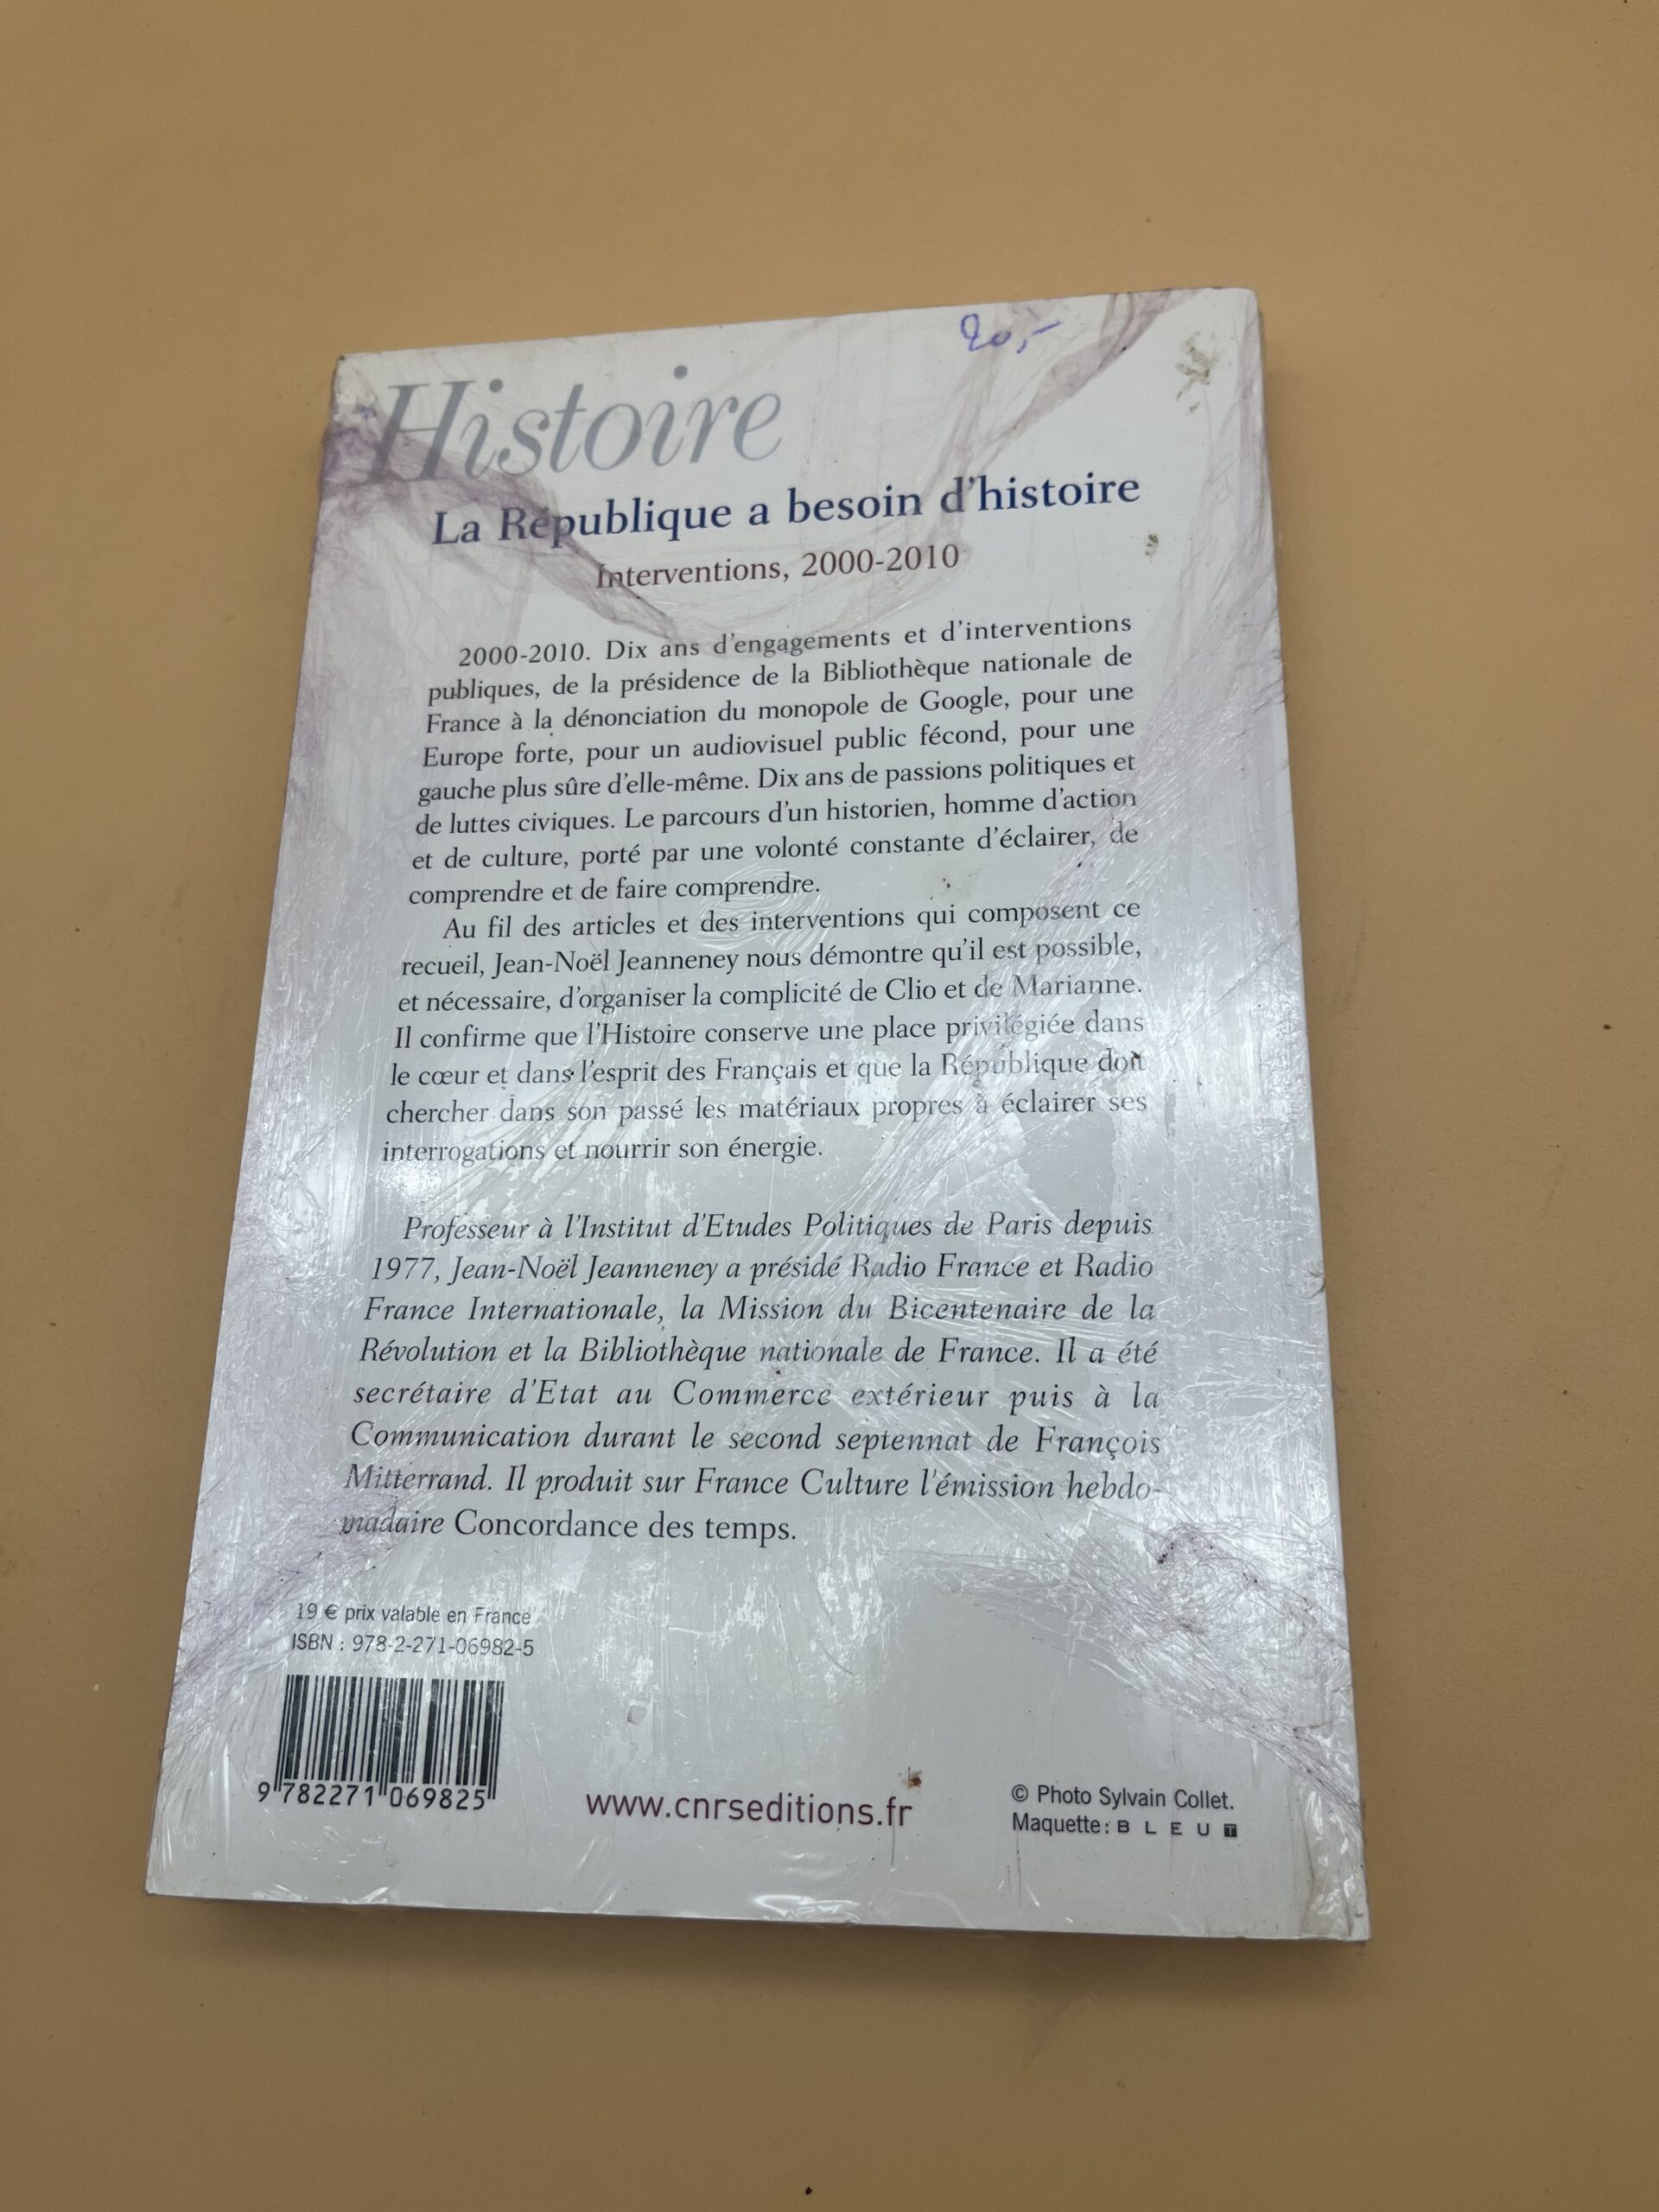 20,-
Histoire
La République a besoin d'histoire
Interventions, 2000-2010
2000-2010. Dix ans d'engagements et d'interventions
publiques, de la présidence de la Bibliothèque nationale de
France à la dénonciation du monopole de Google, pour une
Europe forte, pour un audiovisuel public fécond, pour une
gauche plus sûre d'elle-même. Dix ans de passions politiques et
de luttes civiques. Le parcours d'un historien, homme d'action
et de culture, porté par une volonté constante d'éclairer, de
comprendre et de faire comprendre.
Au fil des articles et des interventions qui composent ce
recueil, Jean-Noël Jeanneney nous démontre qu'il est possible,
et nécessaire, d'organiser la complicité de Clio et de Marianne.
Il confirme que l'Histoire conserve une place privilégiée dans
le cœur et dans l'esprit des Français et que la République doit
chercher dans son passé les matériaux propres à éclairer ses
interrogations et nourrir son énergie.
Professeur à l'Institut d'Etudes Politiques de Paris depuis
1977, Jean-Noël Jeanneney a présidé Radio France et Radio
France Internationale, la Mission du Bicentenaire de la
Révolution et la Bibliothèque nationale de France. Il a été
secrétaire d'Etat au Commerce extérieur puis à la
Communication durant le second septennat de François
Mitterrand. Il produit sur France Culture l'émission hebdo-
madaire Concordance des temps.
19 € prix valable en France
ISBN : 978-2-271-06982-5
9 782271 069825
www.cnrseditions.fr
© Photo Sylvain Collet.
Maquette : BLEU T